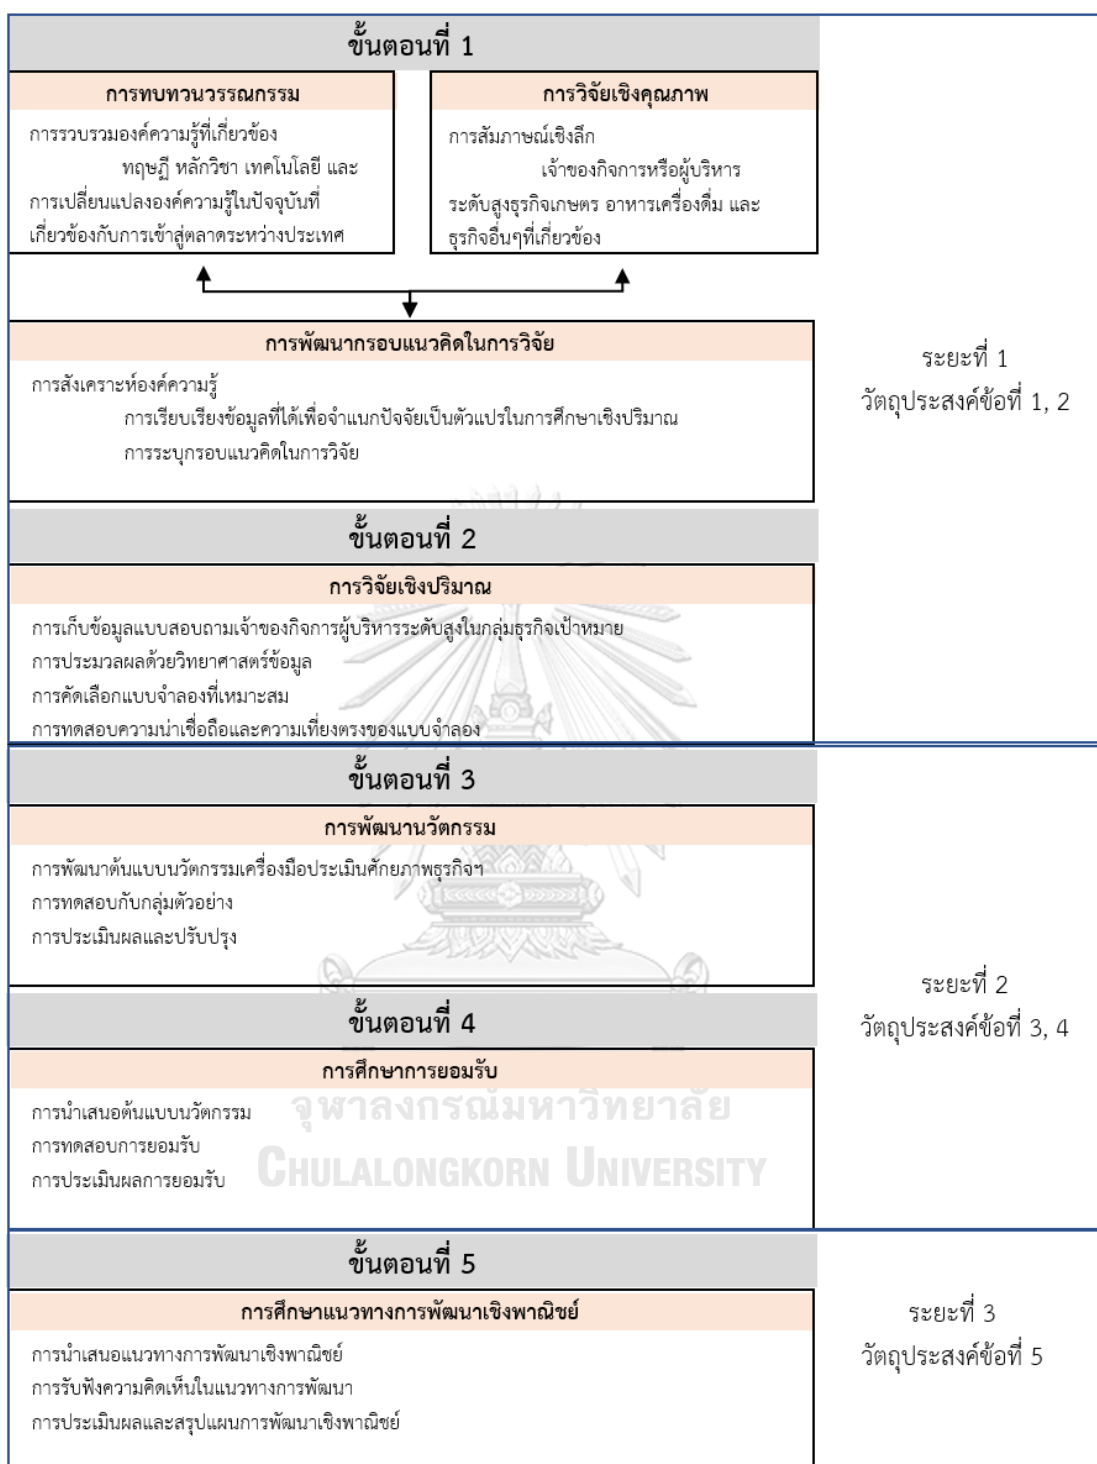 ขั้นตอนที่ 1
การทบทวนวรรณกรรม
การรวบรวมองค์ความรู้ที่เกี่ยวข้อง
ทฤษฎี หลักวิชา เทคโนโลยี และ
การเปลี่ยนแปลงองค์ความรู้ในปัจจุบันที่
เกี่ยวข้องกับการเข้าสู่ตลาดระหว่างประเทศ
การวิจัยเชิงคุณภาพ
การสัมภาษณ์เชิงลึก
เจ้าของกิจการหรือผู้บริหาร
ระดับสูงธุรกิจเกษตร อาหารเครื่องดื่ม และ
ธุรกิจอื่นๆที่เกี่ยวข้อง
การพัฒนากรอบแนวคิดในการวิจัย
การสังเคราะห์องค์ความรู้
การเรียบเรียงข้อมูลที่ได้เพื่อจำแนกปัจจัยเป็นตัวแปรในการศึกษาเชิงปริมาณ
การระบุกรอบแนวคิดในการวิจัย
ระยะที่ 1
วัตถุประสงค์ข้อที่ 1, 2
ขั้นตอนที่ 2
การวิจัยเชิงปริมาณ
การเก็บข้อมูลแบบสอบถามเจ้าของกิจการผู้บริหารระดับสูงในกลุ่มธุรกิจเป้าหมาย
การประมวลผลด้วยวิทยาศาสตร์ข้อมูล
การคัดเลือกแบบจำลองที่เหมาะสม
การทดสอบความน่าเชื่อถือและความเที่ยงตรงของแบบจำลอง
ขั้นตอนที่ 3
การพัฒนานวัตกรรม
การพัฒนาต้นแบบนวัตกรรมเครื่องมือประเมินศักยภาพธุรกิจฯ
การทดสอบกับกลุ่มตัวอย่าง
การประเมินผลและปรับปรุง
ระยะที่ 2
วัตถุประสงค์ข้อที่ 3, 4
ขั้นตอนที่ 4
การศึกษาการยอมรับ
การนำเสนอต้นแบบนวัตกรรม
การทดสอบการยอมรับ
การประเมินผลการยอมรับ
จุฬาลงกรณ์มหาวิทยาลัย
CHULALONGKORN UNIVERSITY
ขั้นตอนที่ 5
การศึกษาแนวทางการพัฒนาเชิงพาณิชย์
การนำเสนอแนวทางการพัฒนาเชิงพาณิชย์
การรับฟังความคิดเห็นในแนวทางการพัฒนา
การประเมินผลและสรุปแผนการพัฒนาเชิงพาณิชย์
ระยะที่ 3
วัตถุประสงค์ข้อที่ 5